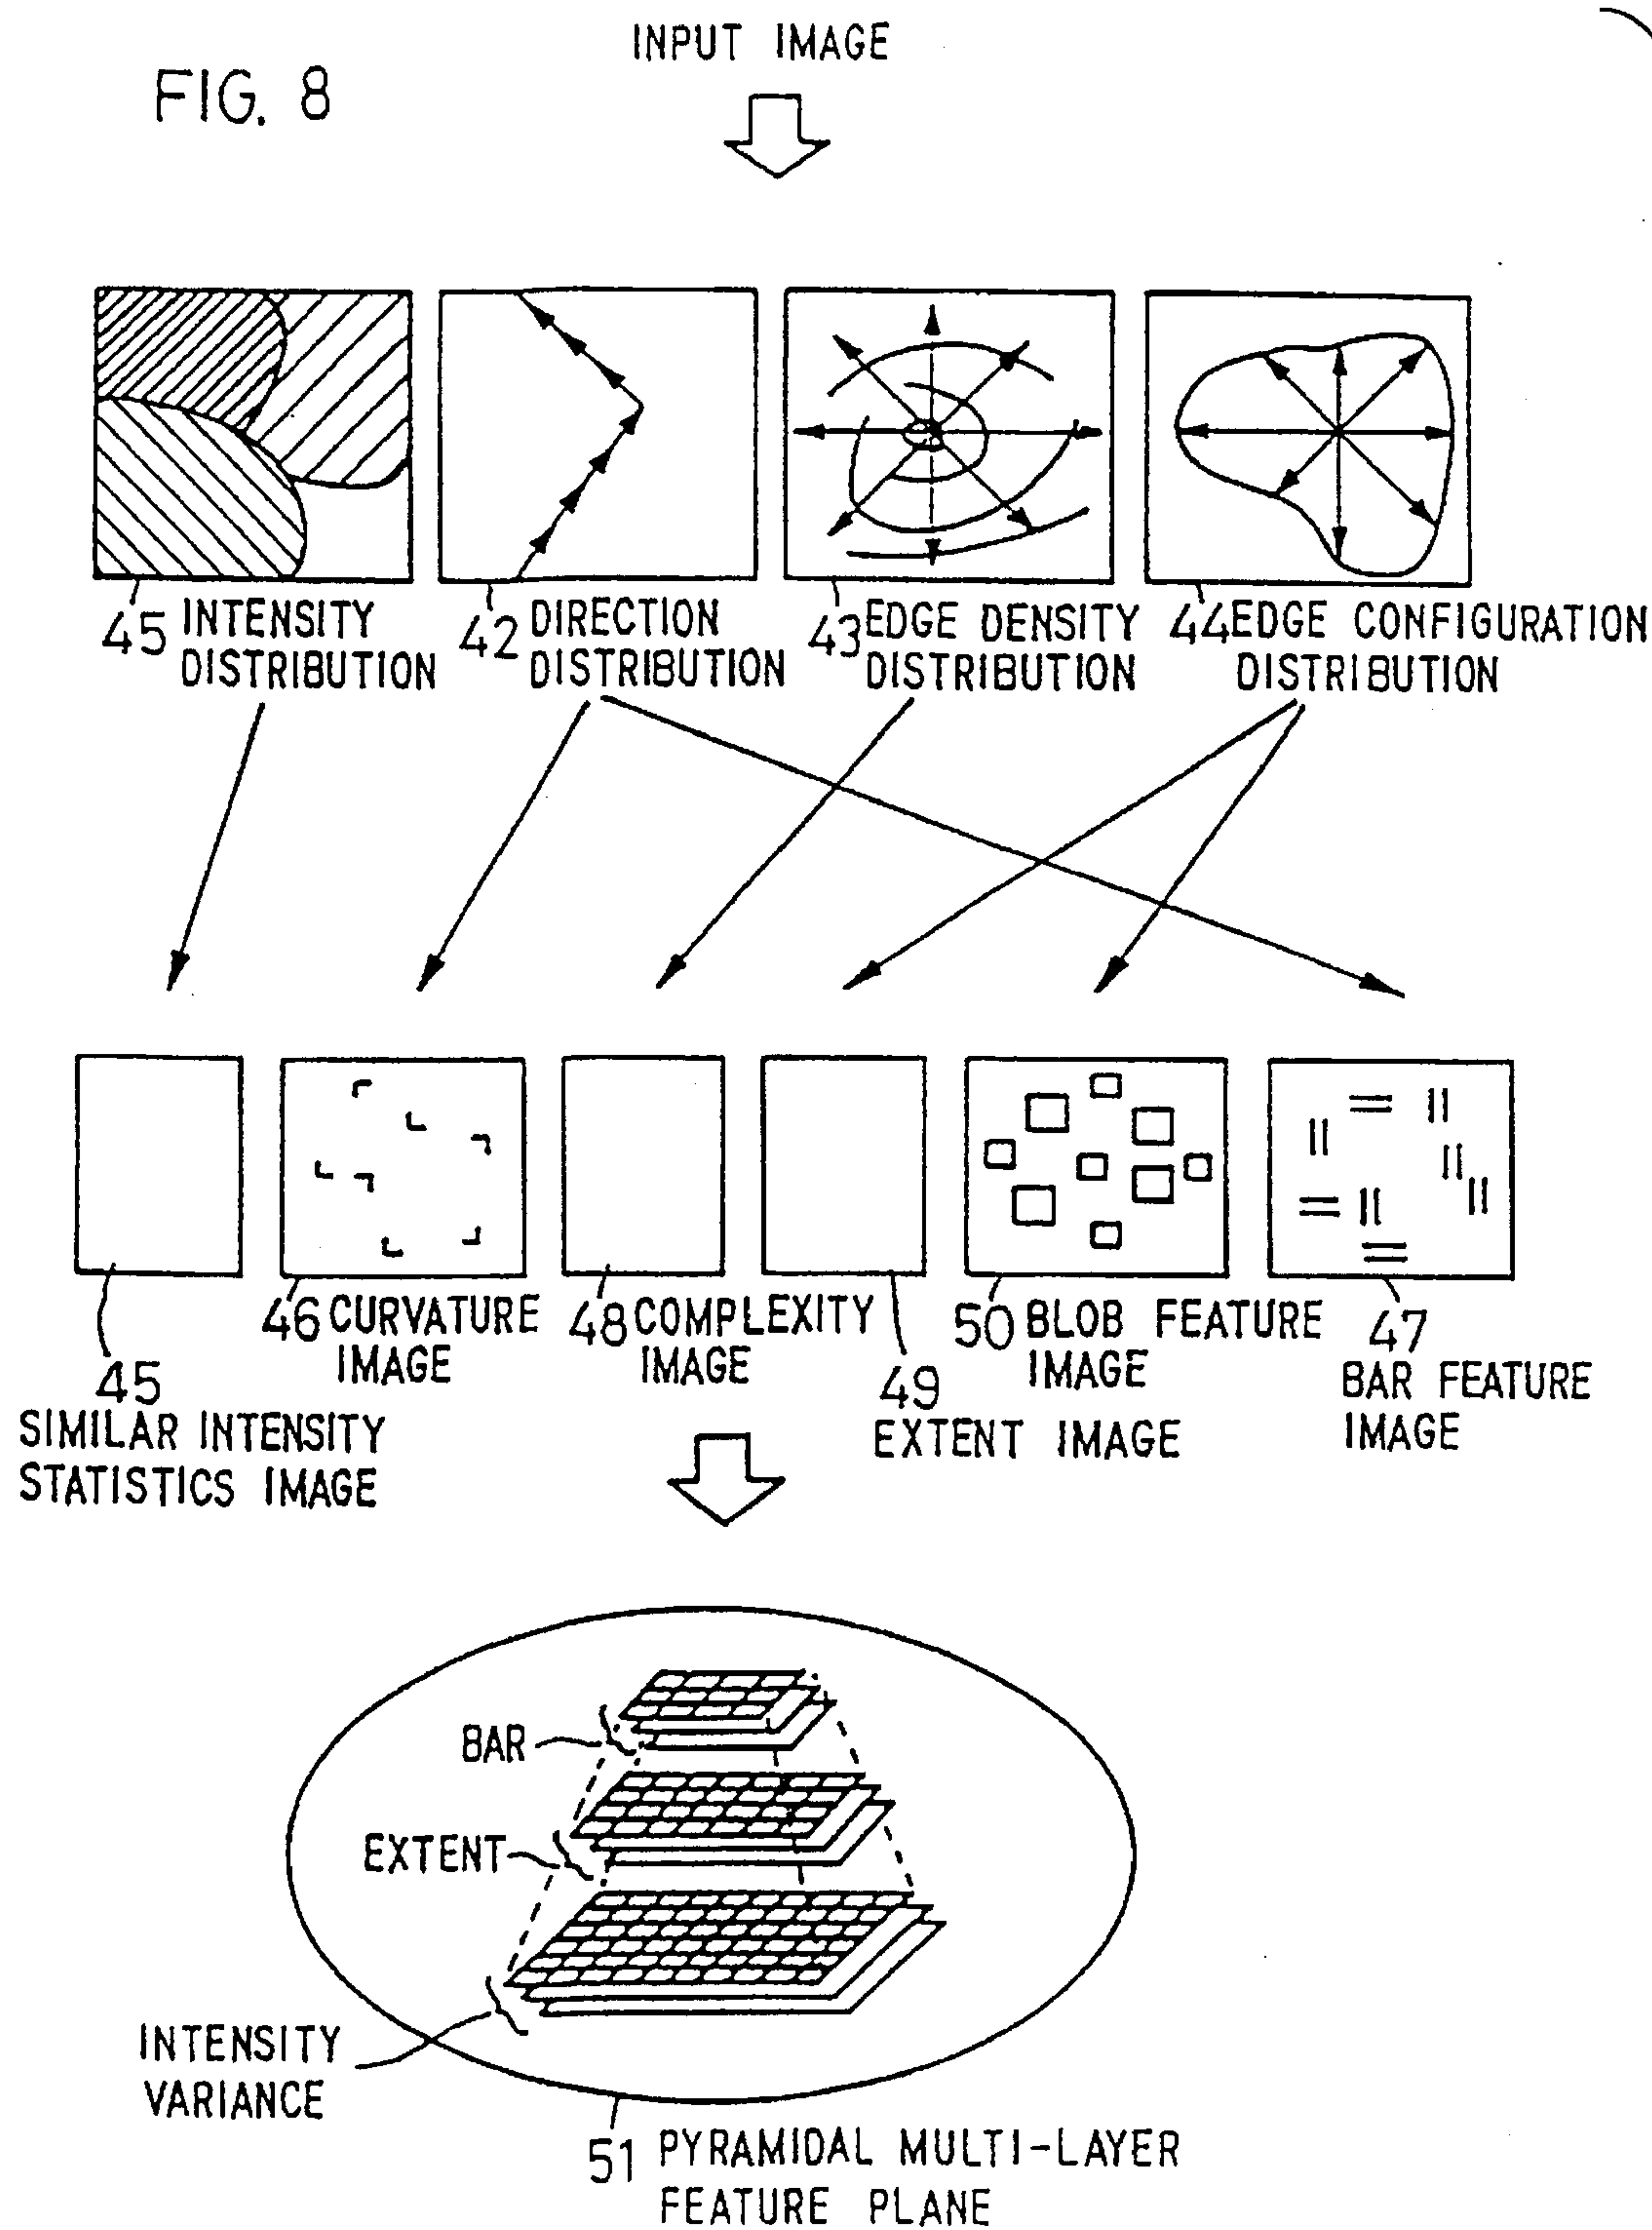 INPUT IMAGE
FIG. 8
45 INTENSITY DISTRIBUTION
42 DIRECTION DISTRIBUTION
43 EDGE DENSITY DISTRIBUTION
44 EDGE CONFIGURATION DISTRIBUTION
45 SIMILAR INTENSITY STATISTICS IMAGE
46 CURVATURE IMAGE
48 COMPLEXITY IMAGE
49 EXTENT IMAGE
50 BLOB FEATURE IMAGE
47 BAR FEATURE IMAGE
BAR
EXTENT
INTENSITY VARIANCE
51 PYRAMIDAL MULTI-LAYER FEATURE PLANE